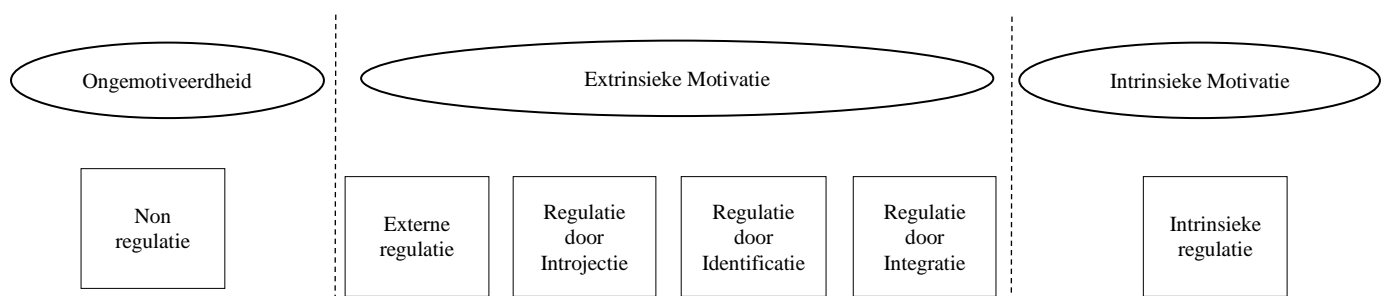 Ongemotiveerdheid
Extrinsieke Motivatie
Intrinsieke Motivatie
Non
regulatie
Externe
regulatie
Regulatie
door
Introjectie
Regulatie
door
Identificatie
Regulatie
door
Integratie
Intrinsieke
regulatie